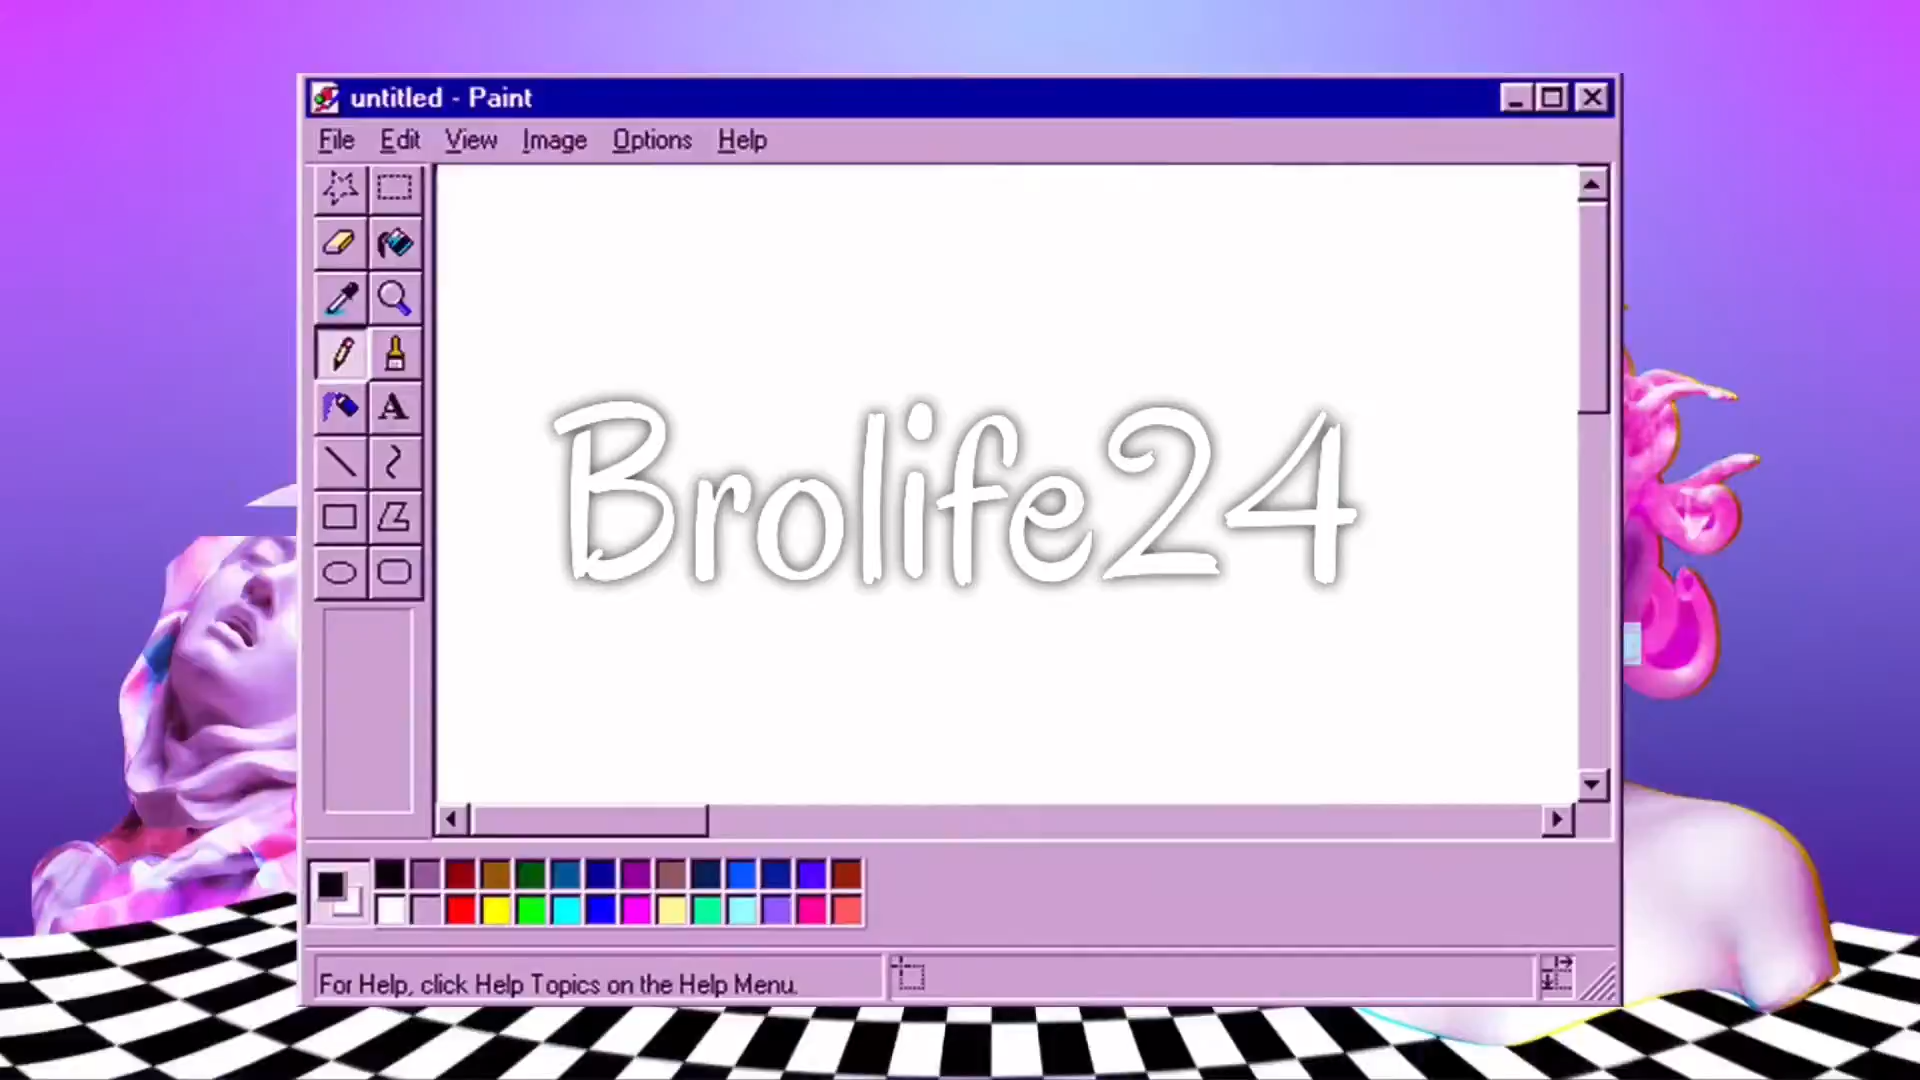 untitled - Paint
File Edit View Image Options Help
A
Brolife24
For Help, click Help Topics on the Help Menu.